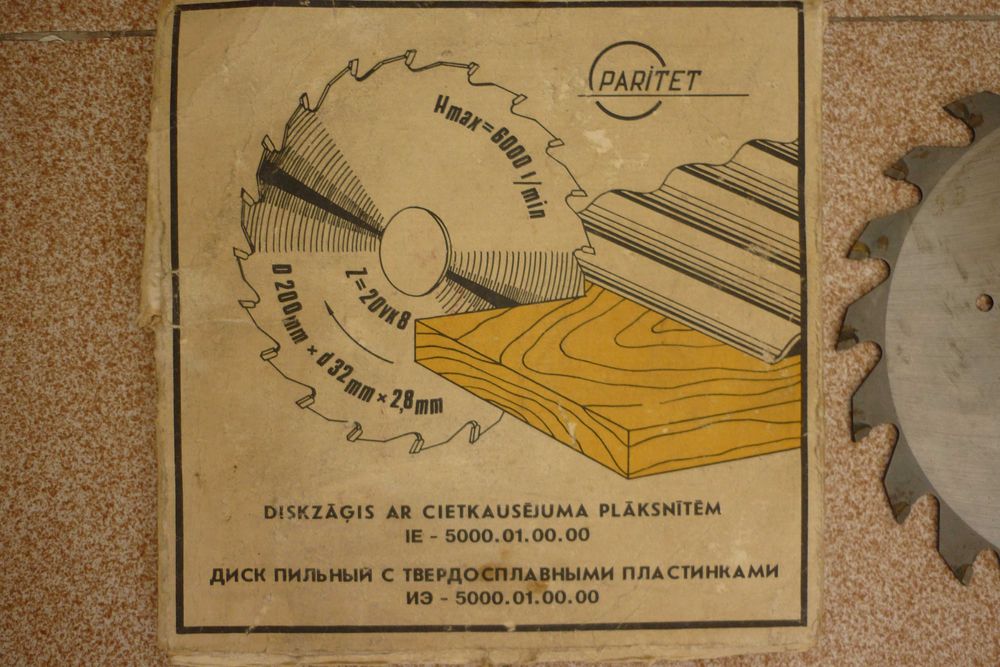 PARITET
Hmax = 6000 1/min
Z = 20VK8
D 200mm × d 32mm × 2,8mm
DISKZĀĢIS AR CIETKAUSĒJUMA PLĀKSNĪTĒM
IE - 5000.01.00.00
ДИСК ПИЛЬНЫЙ С ТВЕРДОСПЛАВНЫМИ ПЛАСТИНКАМИ
ИЭ - 5000.01.00.00